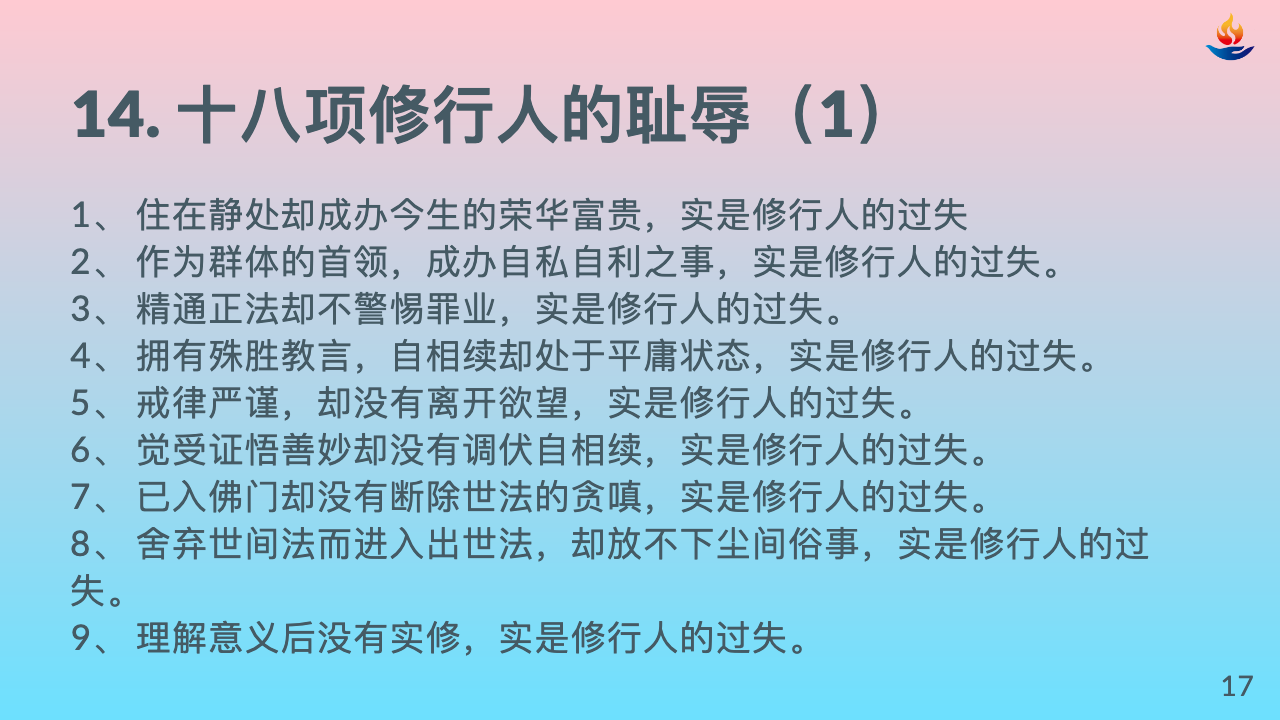 14. 十八项修行人的耻辱（1）
1、 住在静处却成办今生的荣华富贵，实是修行人的过失
2、 作为群体的首领，成办自私自利之事，实是修行人的过失。
3、 精通正法却不警惕罪业，实是修行人的过失。
4、 拥有殊胜教言，自相续却处于平庸状态，实是修行人的过失。
5、 戒律严谨，却没有离开欲望，实是修行人的过失。
6、 觉受证悟善妙却没有调伏自相续，实是修行人的过失。
7、 已入佛门却没有断除世法的贪嗔，实是修行人的过失。
8、 舍弃世间法而进入出世法，却放不下尘间俗事，实是修行人的过
失。
9、 理解意义后没有实修，实是修行人的过失。
17